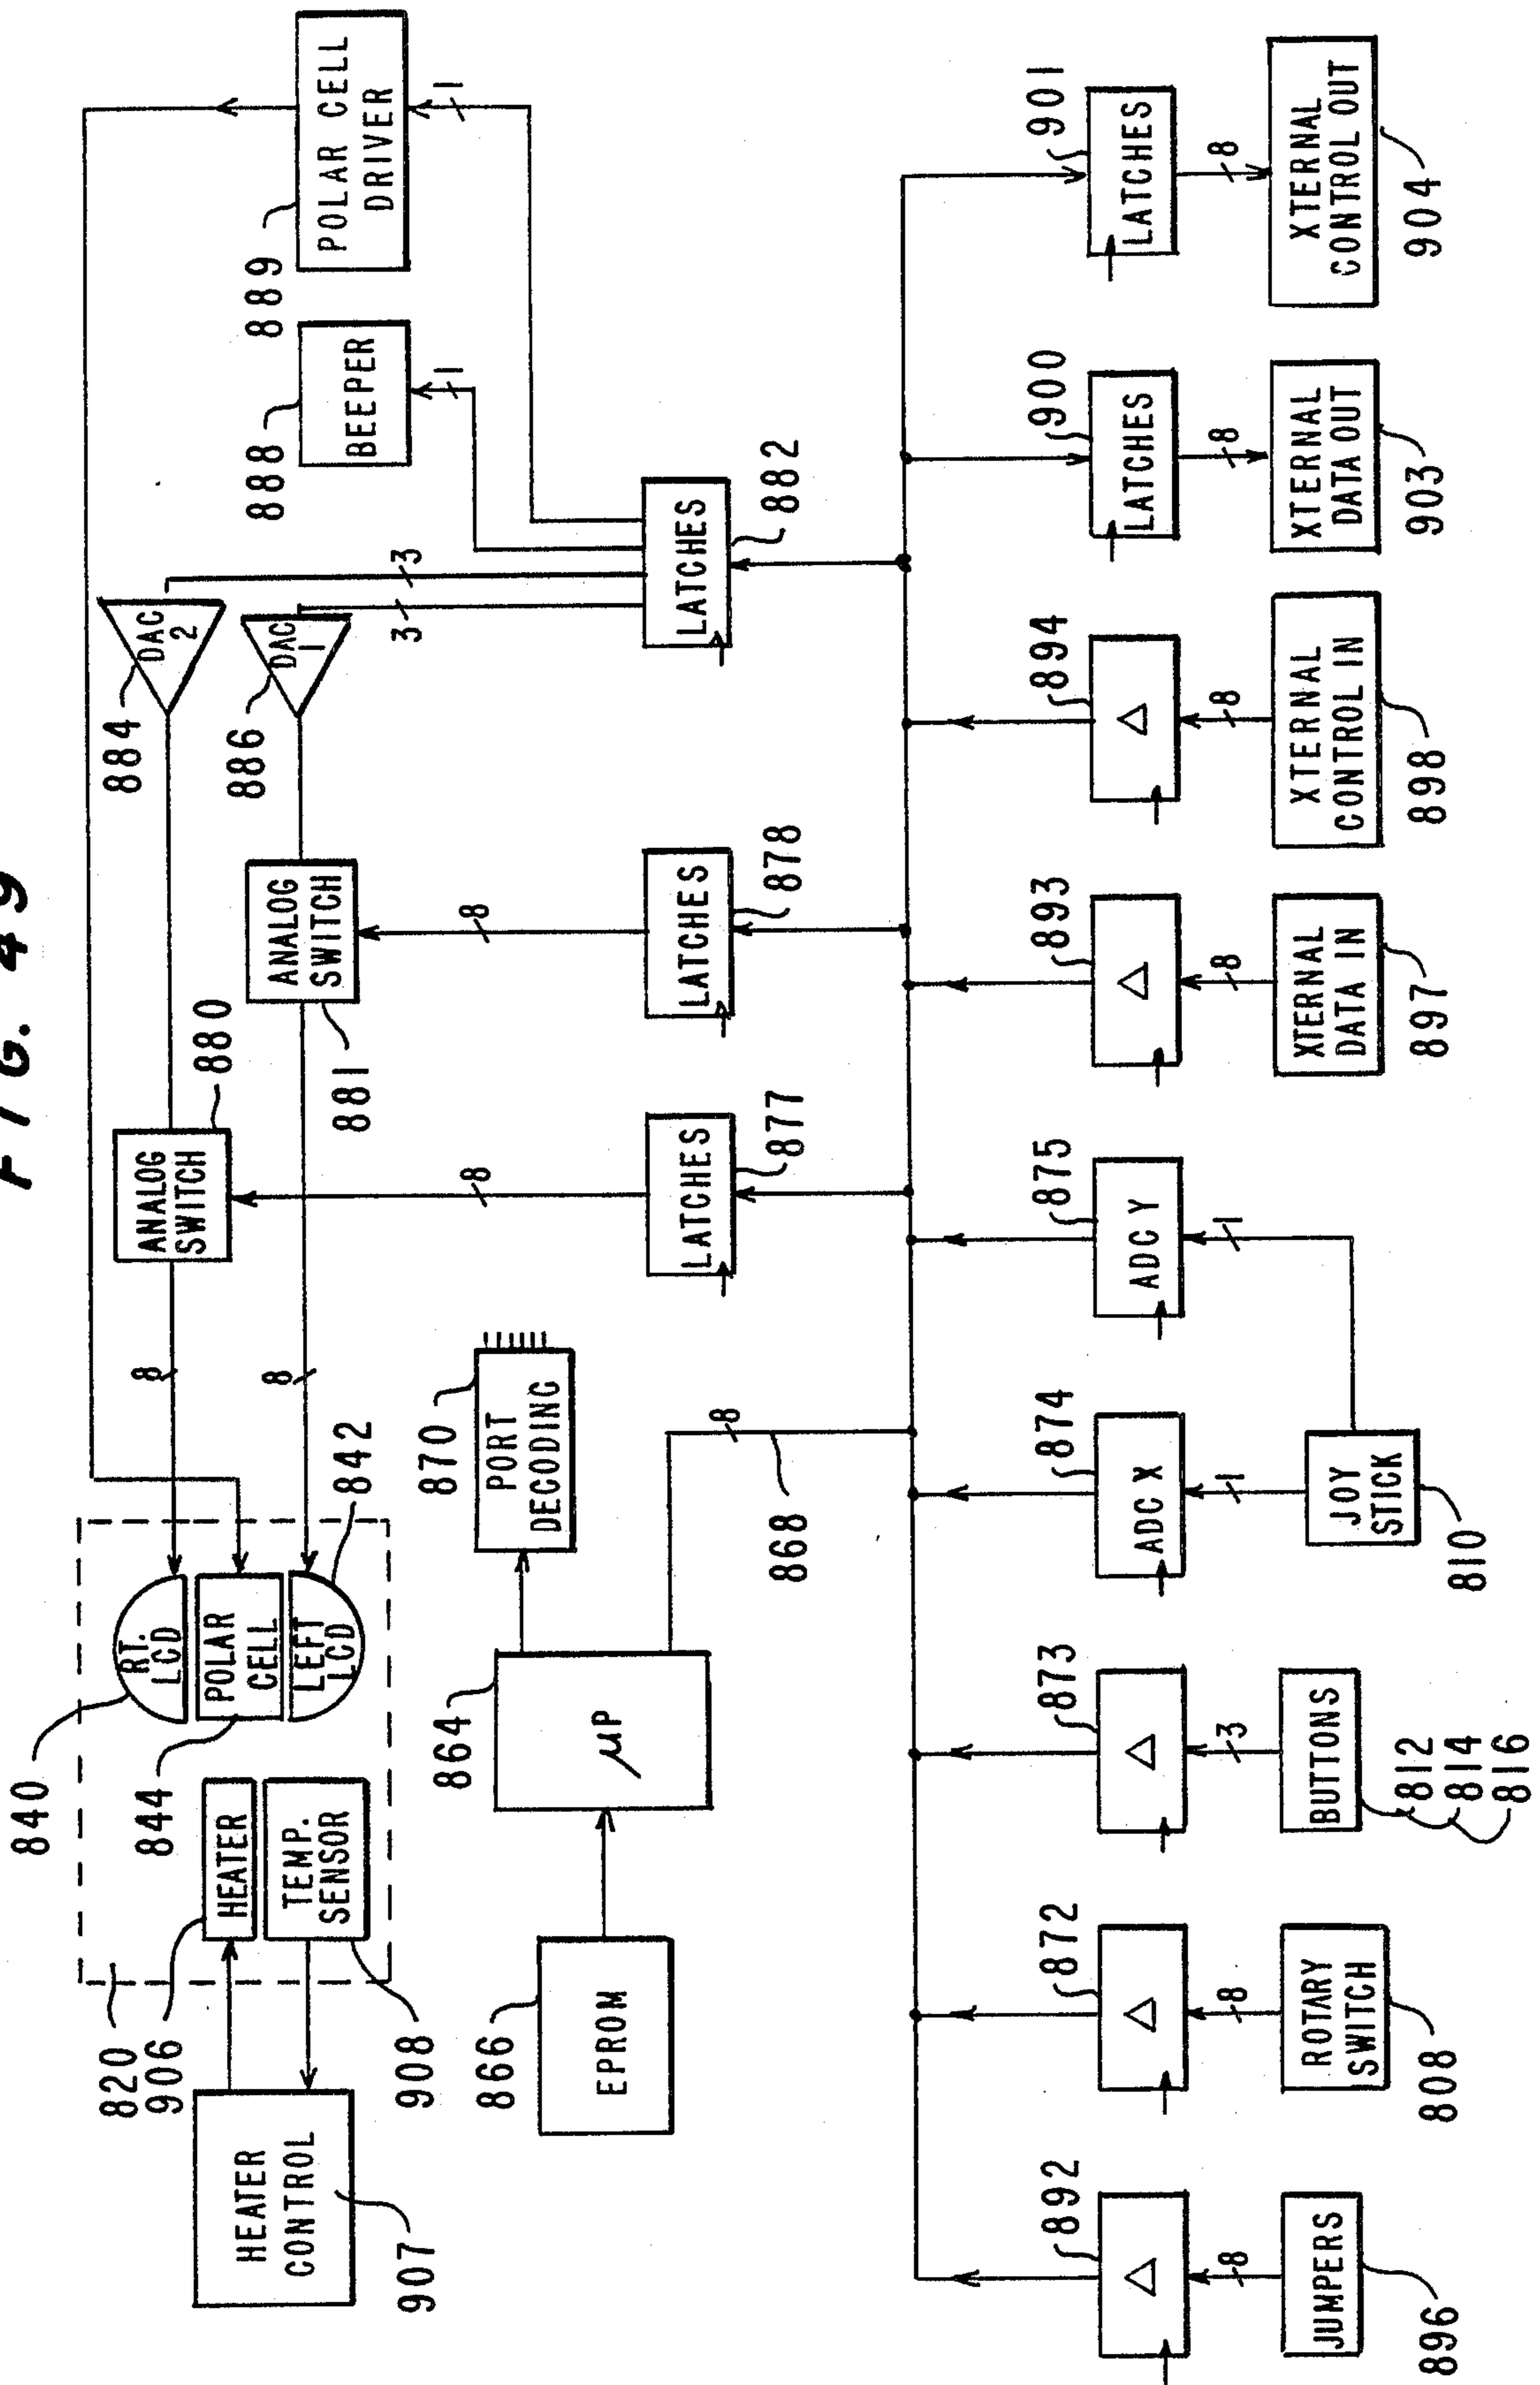 FIG. 49
820
906
HEATER
CONTROL
907
908
HEATER
TEMP.
SENSOR
840
844
RT.
LCD
POLAR
CELL
LEFT
LCD
842
8
8
ANALOG
SWITCH
880
ANALOG
SWITCH
881
884
DAC
2
886
DAC
1
3
3
888
BEEPER
1
889
POLAR CELL
DRIVER
1
866
EPROM
864
µP
870
PORT
DECODING
868
8
8
LATCHES
877
8
LATCHES
878
LATCHES
882
892
Δ
8
JUMPERS
896
872
Δ
8
ROTARY
SWITCH
808
873
Δ
3
BUTTONS
812
814
816
874
ADC X
1
JOY
STICK
810
875
ADC Y
1
893
Δ
8
XTERNAL
DATA IN
897
894
Δ
8
XTERNAL
CONTROL IN
898
900
LATCHES
8
XTERNAL
DATA OUT
903
901
LATCHES
8
XTERNAL
CONTROL OUT
904